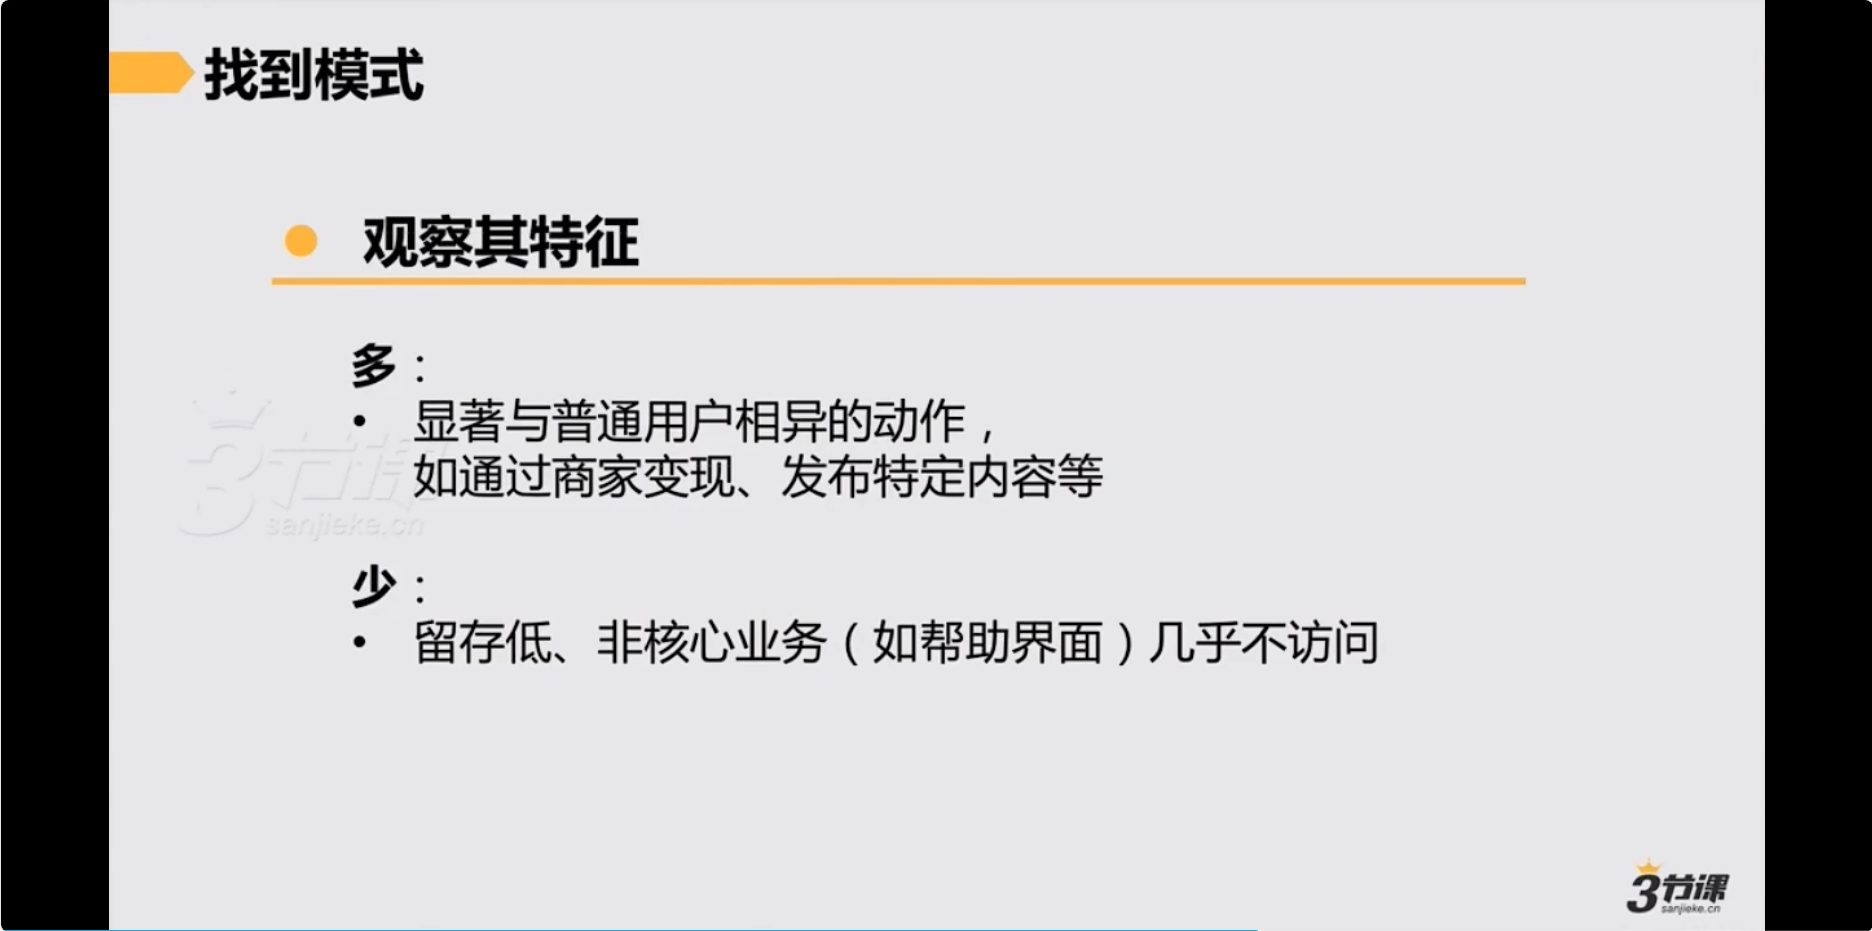 找到模式
观察其特征
多：
• 显著与普通用户相异的动作，
如通过商家变现、发布特定内容等
3节课
sanjieke.cn
少：
• 留存低、非核心业务（如帮助界面）几乎不访问
3节课
sanjieke.cn